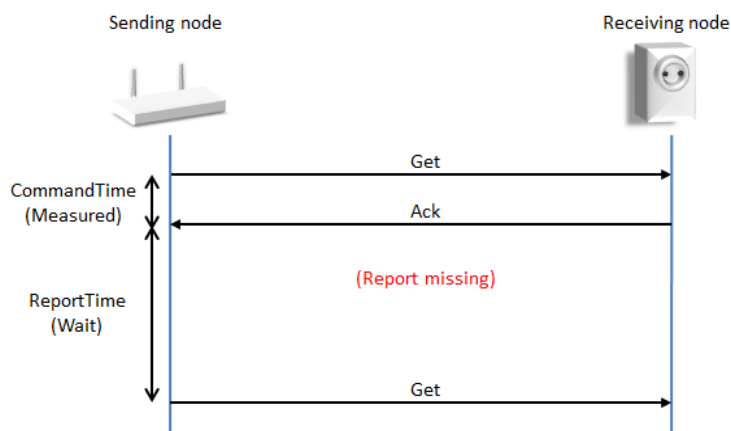 Sending node
Receiving node
Get
CommandTime
(Measured)
Ack
(Report missing)
ReportTime
(Wait)
Get